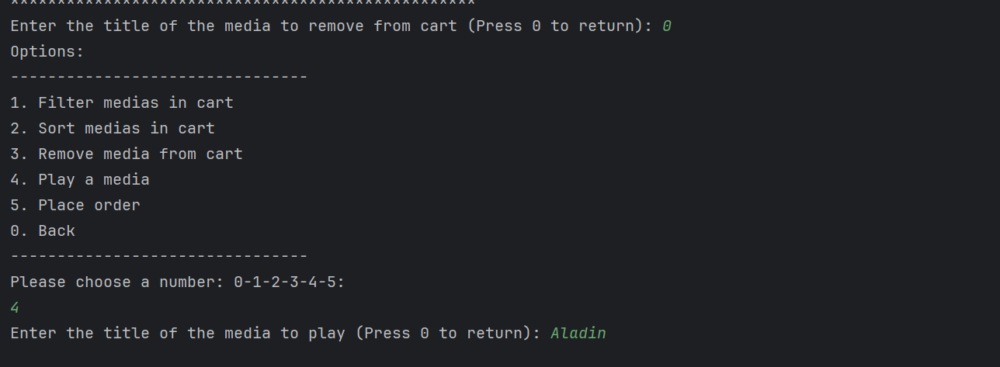 **************************************************
Enter the title of the media to remove from cart (Press 0 to return): 0
Options:
--------------------------------
1. Filter medias in cart
2. Sort medias in cart
3. Remove media from cart
4. Play a media
5. Place order
0. Back
--------------------------------
Please choose a number: 0-1-2-3-4-5:
4
Enter the title of the media to play (Press 0 to return): Aladin